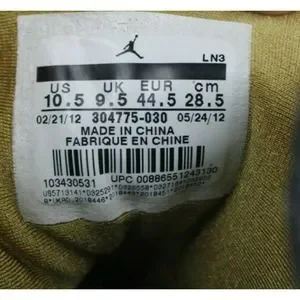 LN3
US UK EUR cm
10.5 9.5 44.5 28.5
02/21/12 304775-030 05/24/12
MADE IN CHINA
FABRIQUE EN CHINE
103430531 UPC 00886551243130